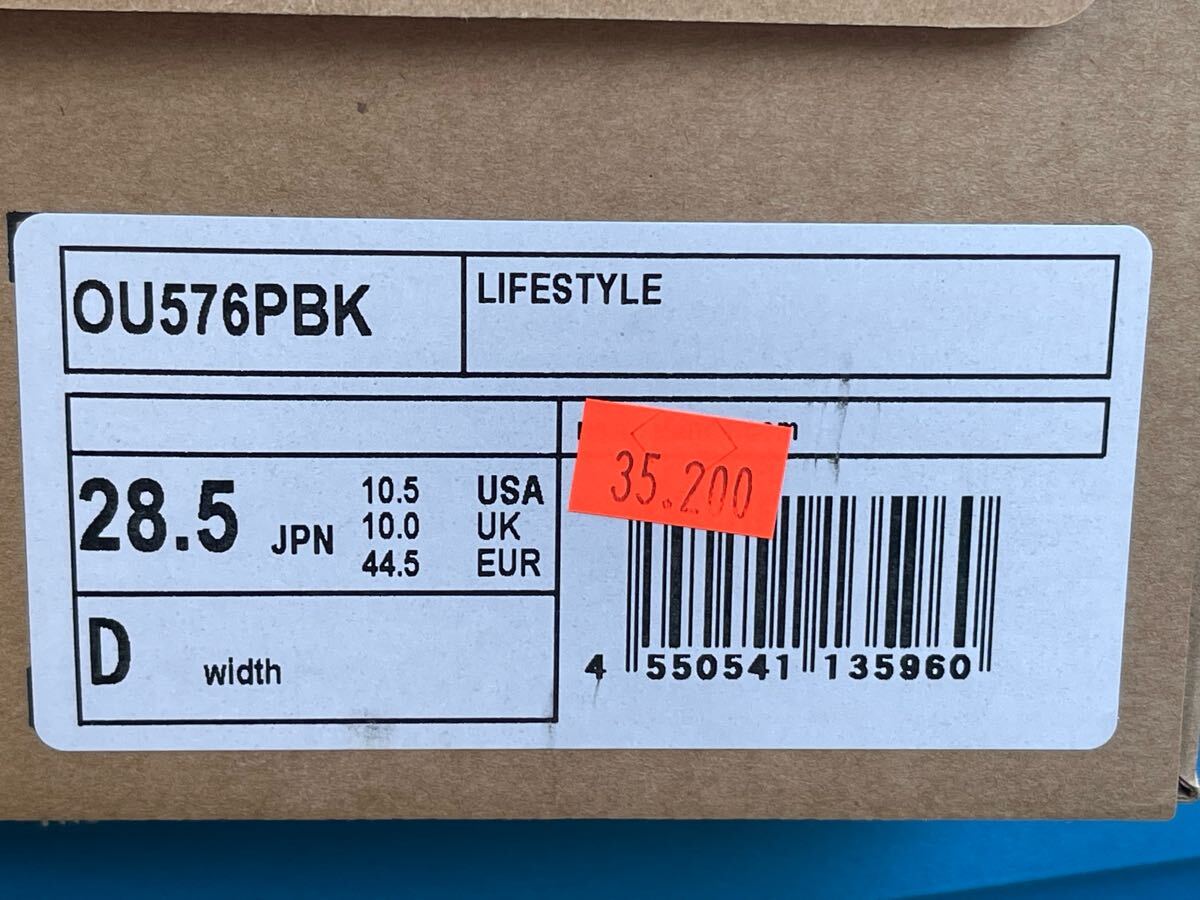 OU576PBK
LIFESTYLE
28.5 JPN
10.5 USA
10.0 UK
44.5 EUR
D width
35.200
4 550541 135960